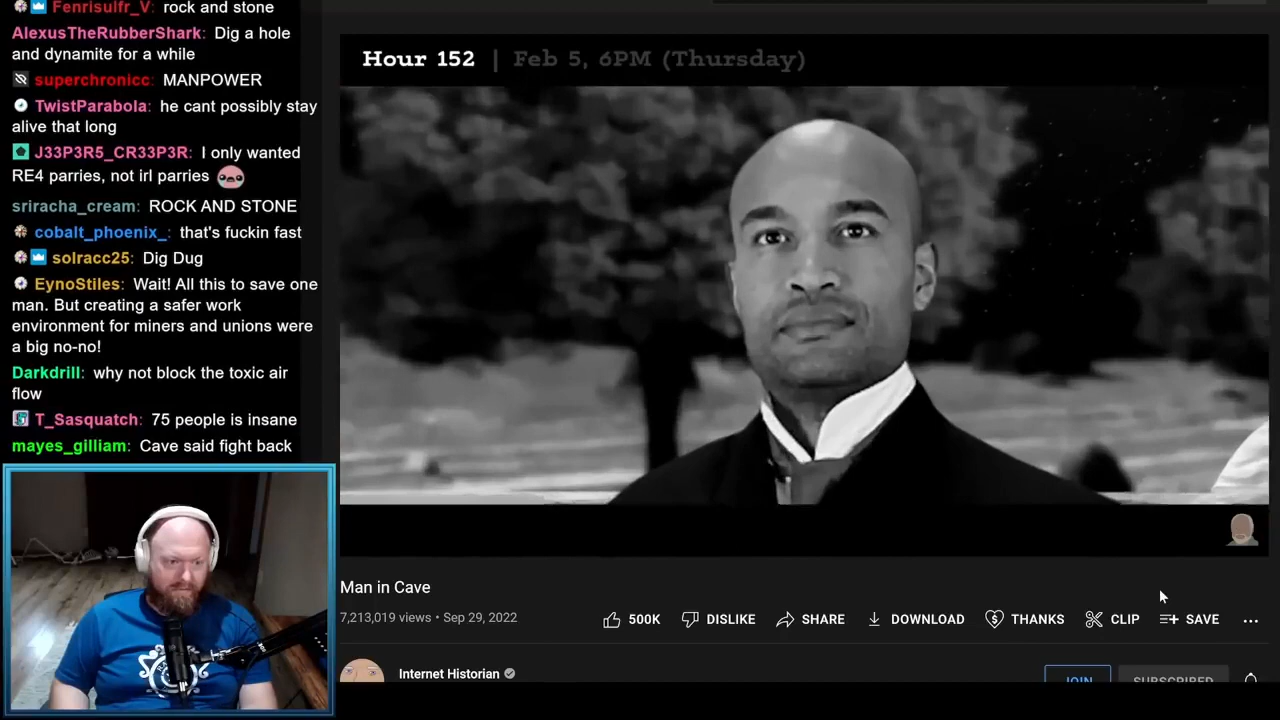 Fenrisulfr_V: rock and stone
AlexusTheRubberShark: Dig a hole
and dynamite for a while
superchronicc: MANPOWER
TwistParabola: he cant possibly stay
alive that long
J33P3R5_CR33P3R: I only wanted
RE4 parries, not irl parries
sriracha_cream: ROCK AND STONE
cobalt_phoenix_: that's fuckin fast
solracc25: Dig Dug
EynoStiles: Wait! All this to save one
man. But creating a safer work
environment for miners and unions were
a big no-no!
Darkdrill: why not block the toxic air
flow
T_Sasquatch: 75 people is insane
mayes_gilliam: Cave said fight back
Hour 152 | Feb 5, 6PM (Thursday)
Man in Cave
7,213,019 views • Sep 29, 2022
500K DISLIKE SHARE DOWNLOAD THANKS CLIP SAVE ...
Internet Historian
JOIN SUBSCRIBED